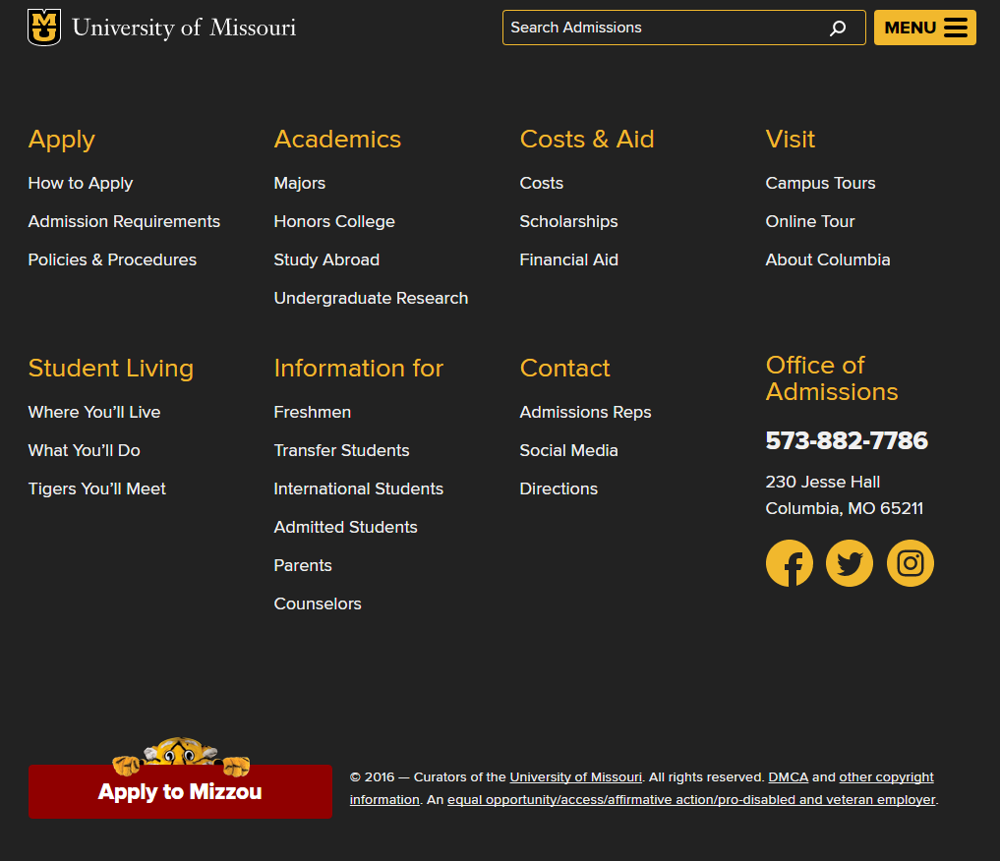 MU University of Missouri
Search Admissions
MENU
Apply
How to Apply
Admission Requirements
Policies & Procedures
Academics
Majors
Honors College
Study Abroad
Undergraduate Research
Costs & Aid
Costs
Scholarships
Financial Aid
Visit
Campus Tours
Online Tour
About Columbia
Student Living
Where You’ll Live
What You’ll Do
Tigers You’ll Meet
Information for
Freshmen
Transfer Students
International Students
Admitted Students
Parents
Counselors
Contact
Admissions Reps
Social Media
Directions
Office of
Admissions
573-882-7786
230 Jesse Hall
Columbia, MO 65211
Apply to Mizzou
© 2016 — Curators of the University of Missouri. All rights reserved. DMCA and other copyright
information. An equal opportunity/access/affirmative action/pro-disabled and veteran employer.